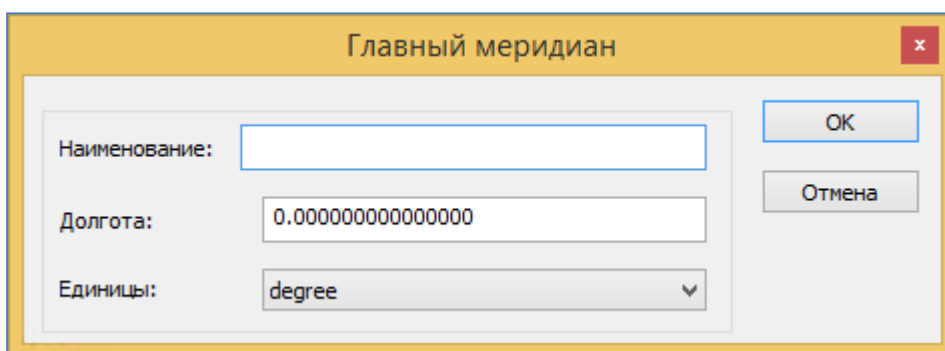 Главный меридиан
x
Наименование:
OK
Долгота: 0.000000000000000
Отмена
Единицы: degree